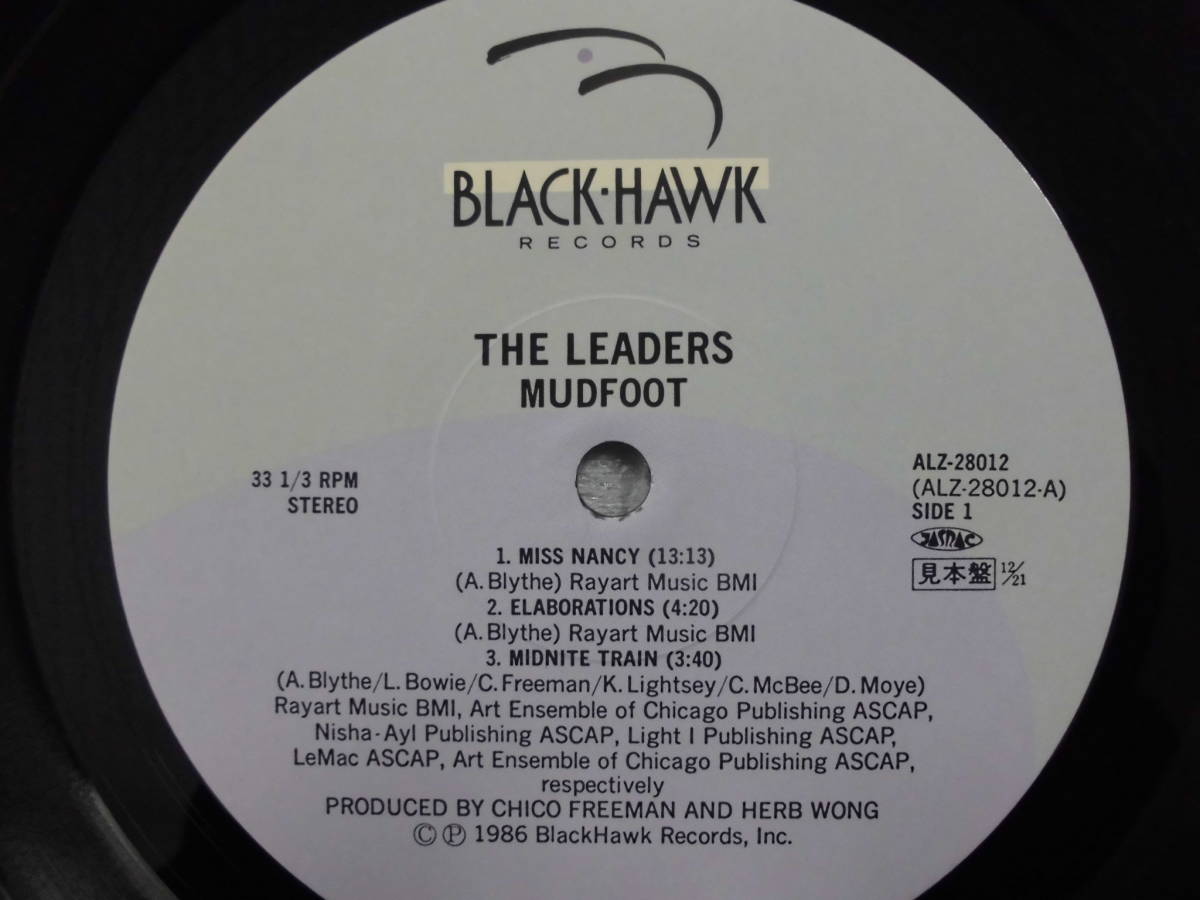 BLACK·HAWK
RECORDS
THE LEADERS
MUDFOOT
33 1/3 RPM
STEREO
ALZ-28012
(ALZ-28012-A)
SIDE 1
JASRAC
見本盤 12/21
1. MISS NANCY (13:13)
(A. Blythe) Rayart Music BMI
2. ELABORATIONS (4:20)
(A. Blythe) Rayart Music BMI
3. MIDNITE TRAIN (3:40)
(A. Blythe/L. Bowie/C. Freeman/K. Lightsey/C. McBee/D. Moye)
Rayart Music BMI, Art Ensemble of Chicago Publishing ASCAP,
Nisha-Ayl Publishing ASCAP, Light I Publishing ASCAP,
LeMac ASCAP, Art Ensemble of Chicago Publishing ASCAP,
respectively
PRODUCED BY CHICO FREEMAN AND HERB WONG
©℗ 1986 BlackHawk Records, Inc.